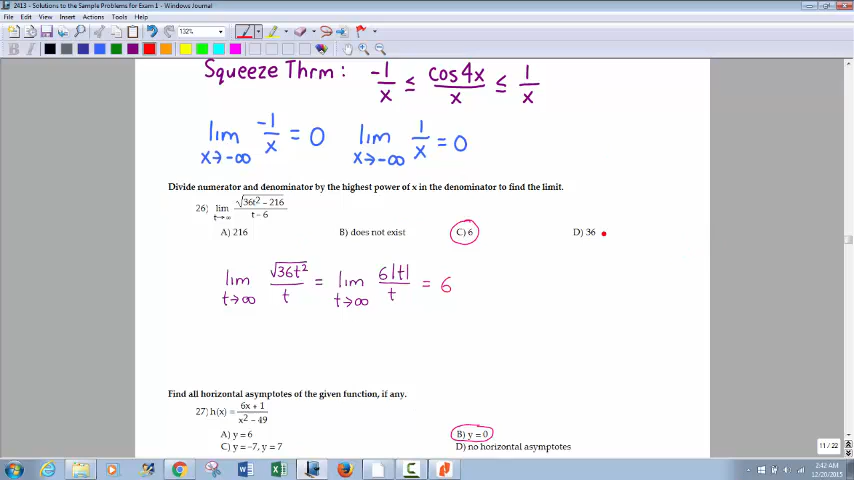 2413 - Solutions to the Sample Problems for Exam 1 - Windows Journal
File Edit View Insert Actions Tools Help
132%
B I
Squeeze Thrm: -1/x ≤ cos4x/x ≤ 1/x
lim x→-∞ -1/x = 0 lim x→-∞ 1/x = 0
Divide numerator and denominator by the highest power of x in the denominator to find the limit.
26) lim t→∞ √36t² - 216 / t - 6
A) 216 B) does not exist C) 6 D) 36
lim t→∞ √36t² / t = lim t→∞ 6|t| / t = 6
Find all horizontal asymptotes of the given function, if any.
27) h(x) = 6x + 1 / x² - 49
A) y = 6 B) y = 0
C) y = -7, y = 7 D) no horizontal asymptotes
11 / 22
2:42 AM
12/20/2015